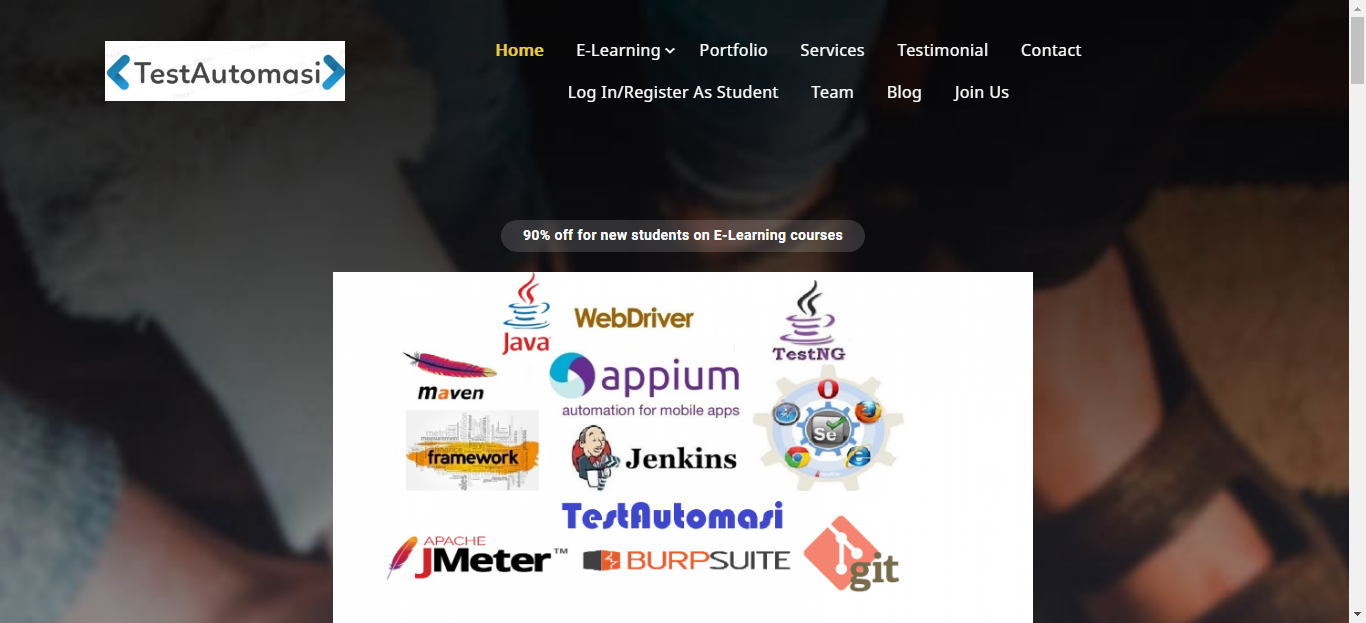 TestAutomasi
Home E-Learning Portfolio Services Testimonial Contact
Log In/Register As Student Team Blog Join Us
90% off for new students on E-Learning courses
Java
WebDriver
TestNG
maven
appium
automation for mobile apps
framework
Se
Jenkins
TestAutomasi
APACHE
JMeter™
BURPSUITE
git